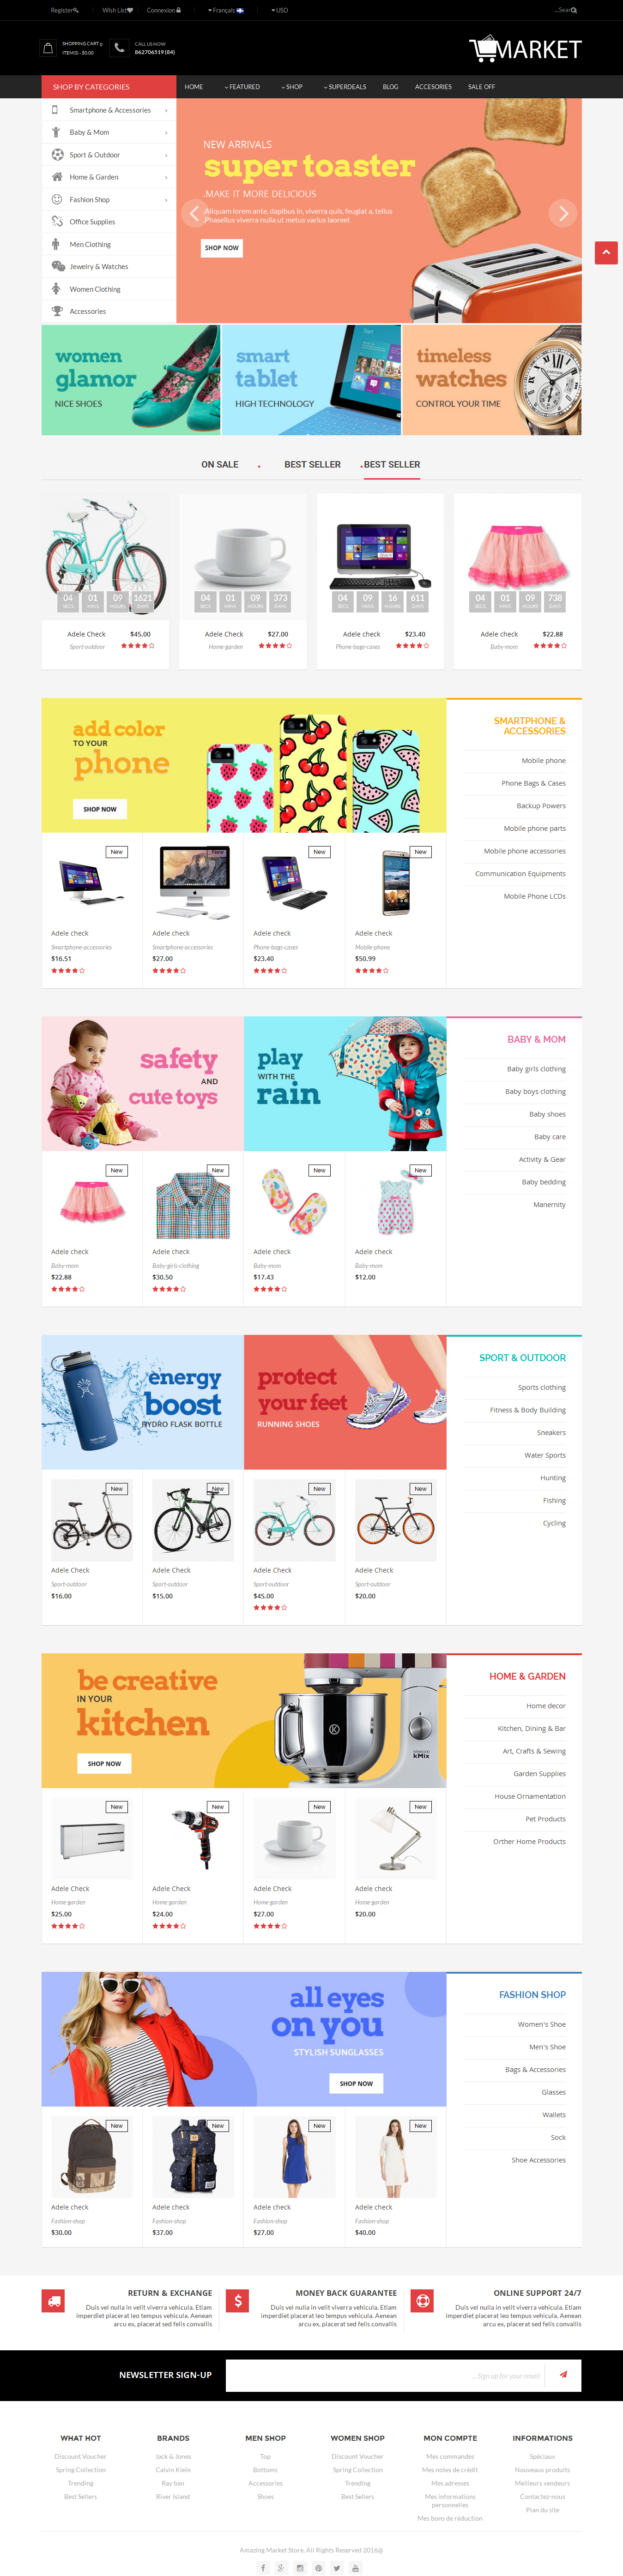 Register
Wish List
Connexion
Français
USD
...Sear
SHOPPING CART 0
ITEM(S) - $0.00
CALL US NOW
862706319 (84)
MARKET
SHOP BY CATEGORIES
HOME
FEATURED
SHOP
SUPERDEALS
BLOG
ACCESORIES
SALE OFF
Smartphone & Accessories
Baby & Mom
Sport & Outdoor
Home & Garden
Fashion Shop
Office Supplies
Men Clothing
Jewelry & Watches
Women Clothing
Accessories
NEW ARRIVALS
super toaster
.MAKE IT MORE DELICIOUS
Aliquam lorem ante, dapibus in, viverra quis, feugiat a, tellus
.Phasellus viverra nulla ut metus varius laoreet
SHOP NOW
women
glamor
NICE SHOES
smart
tablet
HIGH TECHNOLOGY
timeless
watches
CONTROL YOUR TIME
ON SALE
BEST SELLER
BEST SELLER
04 01 09 1621
SECS MINS HOURS DAYS
Adele Check $45.00
Sport-outdoor
04 01 09 373
SECS MINS HOURS DAYS
Adele Check $27.00
Home-garden
04 09 16 611
SECS MINS HOURS DAYS
Adele check $23.40
Phone-bags-cases
04 01 09 738
SECS MINS HOURS DAYS
Adele check $22.88
Baby-mom
add color
TO YOUR
phone
SHOP NOW
SMARTPHONE &
ACCESSORIES
Mobile phone
Phone Bags & Cases
Backup Powers
Mobile phone parts
Mobile phone accessories
Communication Equipments
Mobile Phone LCDs
New
Adele check
Smartphone-accessories
$16.51
New
Adele check
Smartphone-accessories
$27.00
New
Adele check
Phone-bags-cases
$23.40
New
Adele check
Mobile-phone
$50.99
safety
AND
cute toys
play
WITH THE
rain
BABY & MOM
Baby girls clothing
Baby boys clothing
Baby shoes
Baby care
Activity & Gear
Baby bedding
Manernity
New
Adele check
Baby-mom
$22.88
New
Adele check
Baby-girls-clothing
$30.50
New
Adele check
Baby-mom
$17.43
New
Adele check
Baby-mom
$12.00
energy
boost
HYDRO FLASK BOTTLE
protect
your feet
RUNNING SHOES
SPORT & OUTDOOR
Sports clothing
Fitness & Body Building
Sneakers
Water Sports
Hunting
Fishing
Cycling
New
Adele Check
Sport-outdoor
$16.00
New
Adele Check
Sport-outdoor
$15.00
New
Adele Check
Sport-outdoor
$45.00
New
Adele Check
Sport-outdoor
$20.00
be creative
IN YOUR
kitchen
SHOP NOW
KENWOOD
kMix
HOME & GARDEN
Home decor
Kitchen, Dining & Bar
Art, Crafts & Sewing
Garden Supplies
House Ornamentation
Pet Products
Orther Home Products
New
Adele Check
Home-garden
$25.00
New
Adele Check
Home-garden
$24.00
New
Adele Check
Home-garden
$27.00
New
Adele check
Home-garden
$20.00
all eyes
on you
STYLISH SUNGLASSES
SHOP NOW
FASHION SHOP
Women's Shoe
Men's Shoe
Bags & Accessories
Glasses
Wallets
Sock
Shoe Accessories
New
Adele check
Fashion-shop
$30.00
New
Adele check
Fashion-shop
$37.00
New
Adele check
Fashion-shop
$27.00
New
Adele check
Fashion-shop
$40.00
RETURN & EXCHANGE
Duis vel nulla in velit viverra vehicula. Etiam
imperdiet placerat leo tempus vehicula. Aenean
arcu ex, placerat sed felis convallis
MONEY BACK GUARANTEE
Duis vel nulla in velit viverra vehicula. Etiam
imperdiet placerat leo tempus vehicula. Aenean
arcu ex, placerat sed felis convallis
ONLINE SUPPORT 24/7
Duis vel nulla in velit viverra vehicula. Etiam
imperdiet placerat leo tempus vehicula. Aenean
arcu ex, placerat sed felis convallis
NEWSLETTER SIGN-UP
... Sign up for your email
WHAT HOT
Discount Voucher
Spring Collection
Trending
Best Sellers
BRANDS
Jack & Jones
Calvin Klein
Ray ban
River Island
MEN SHOP
Top
Bottoms
Accessories
Shoes
WOMEN SHOP
Discount Voucher
Spring Collection
Trending
Best Sellers
MON COMPTE
Mes commandes
Mes notes de crédit
Mes adresses
Mes informations
personnelles
Mes bons de réduction
INFORMATIONS
Spéciaux
Nouveaux produits
Meilleurs vendeurs
Contactez-nous
Plan du site
Amazing Market Store. All Rights Reserved 2016@